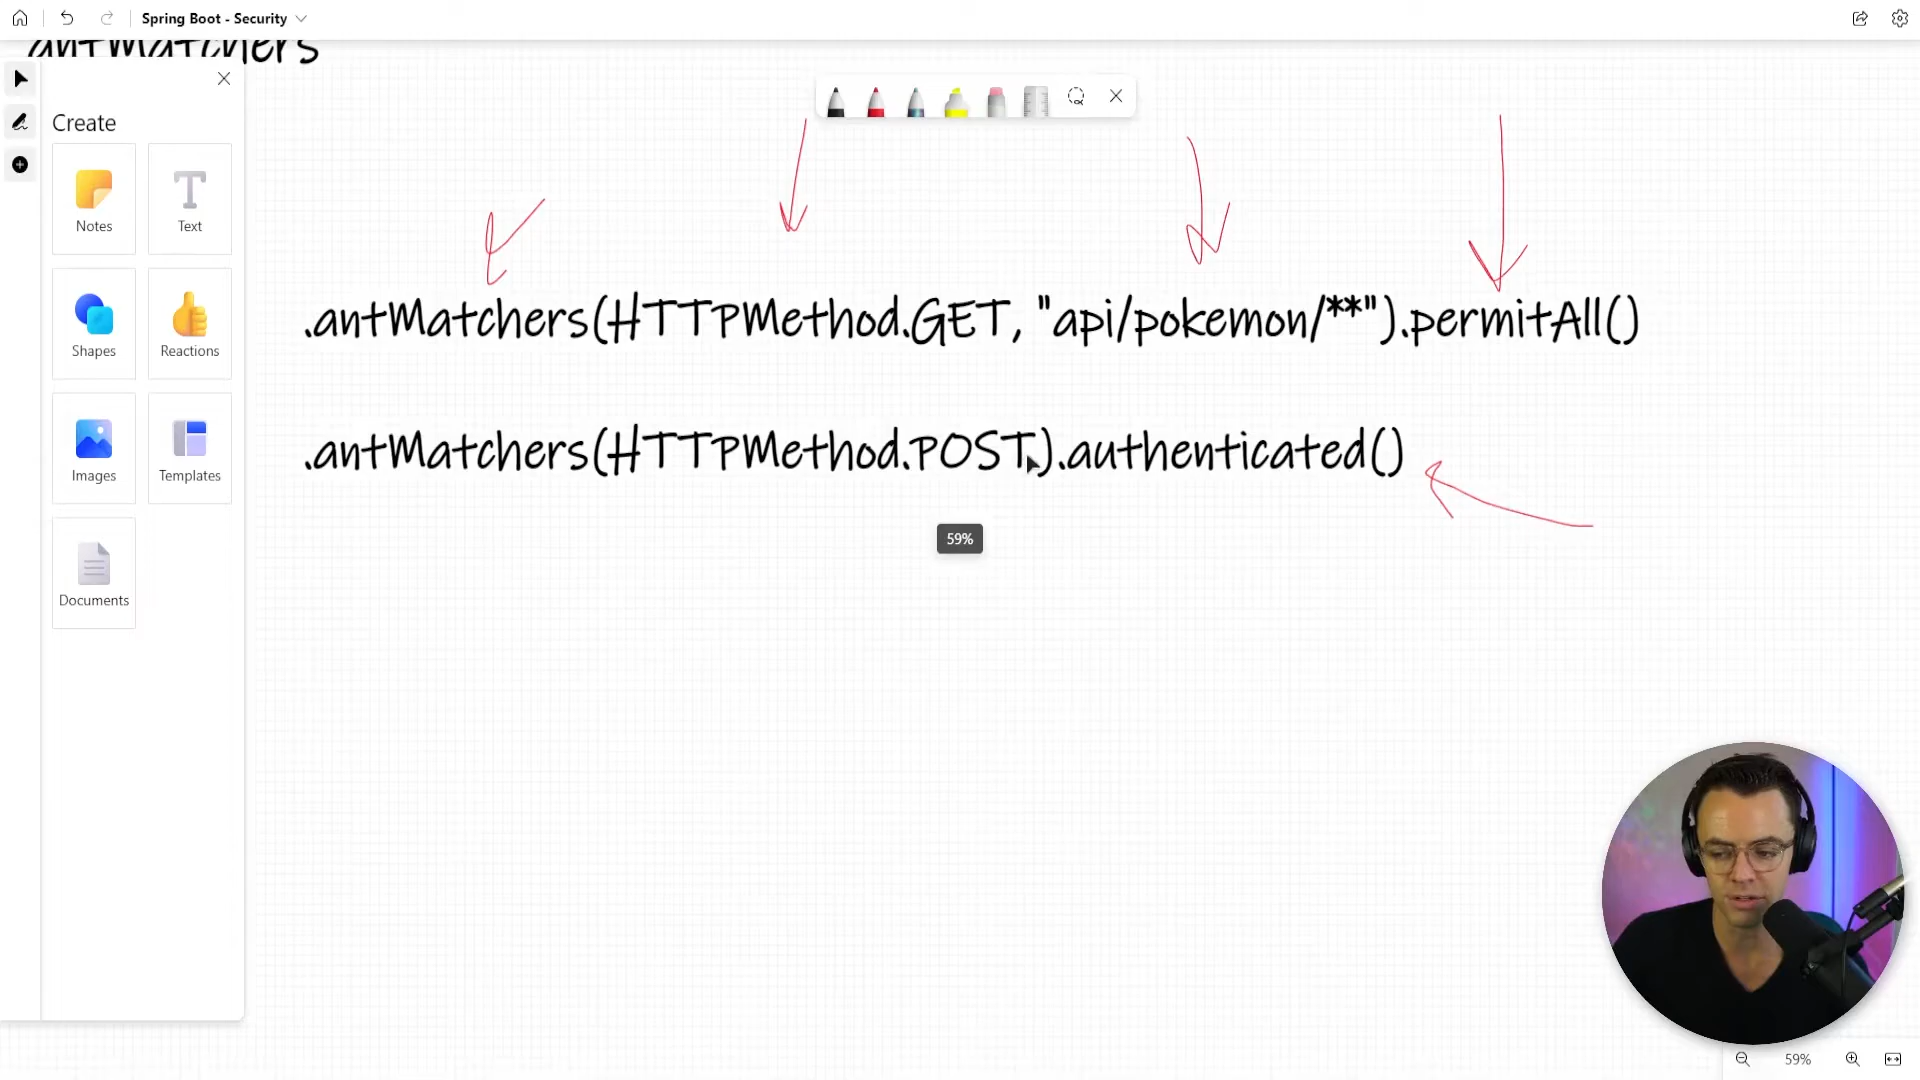 Spring Boot - Security
antMatchers
Create
Notes
Text
Shapes
Reactions
Images
Templates
Documents
.antMatchers(HTTPMethod.GET, "api/pokemon/**").permitAll()
.antMatchers(HTTPMethod.POST).authenticated()
59%
59%